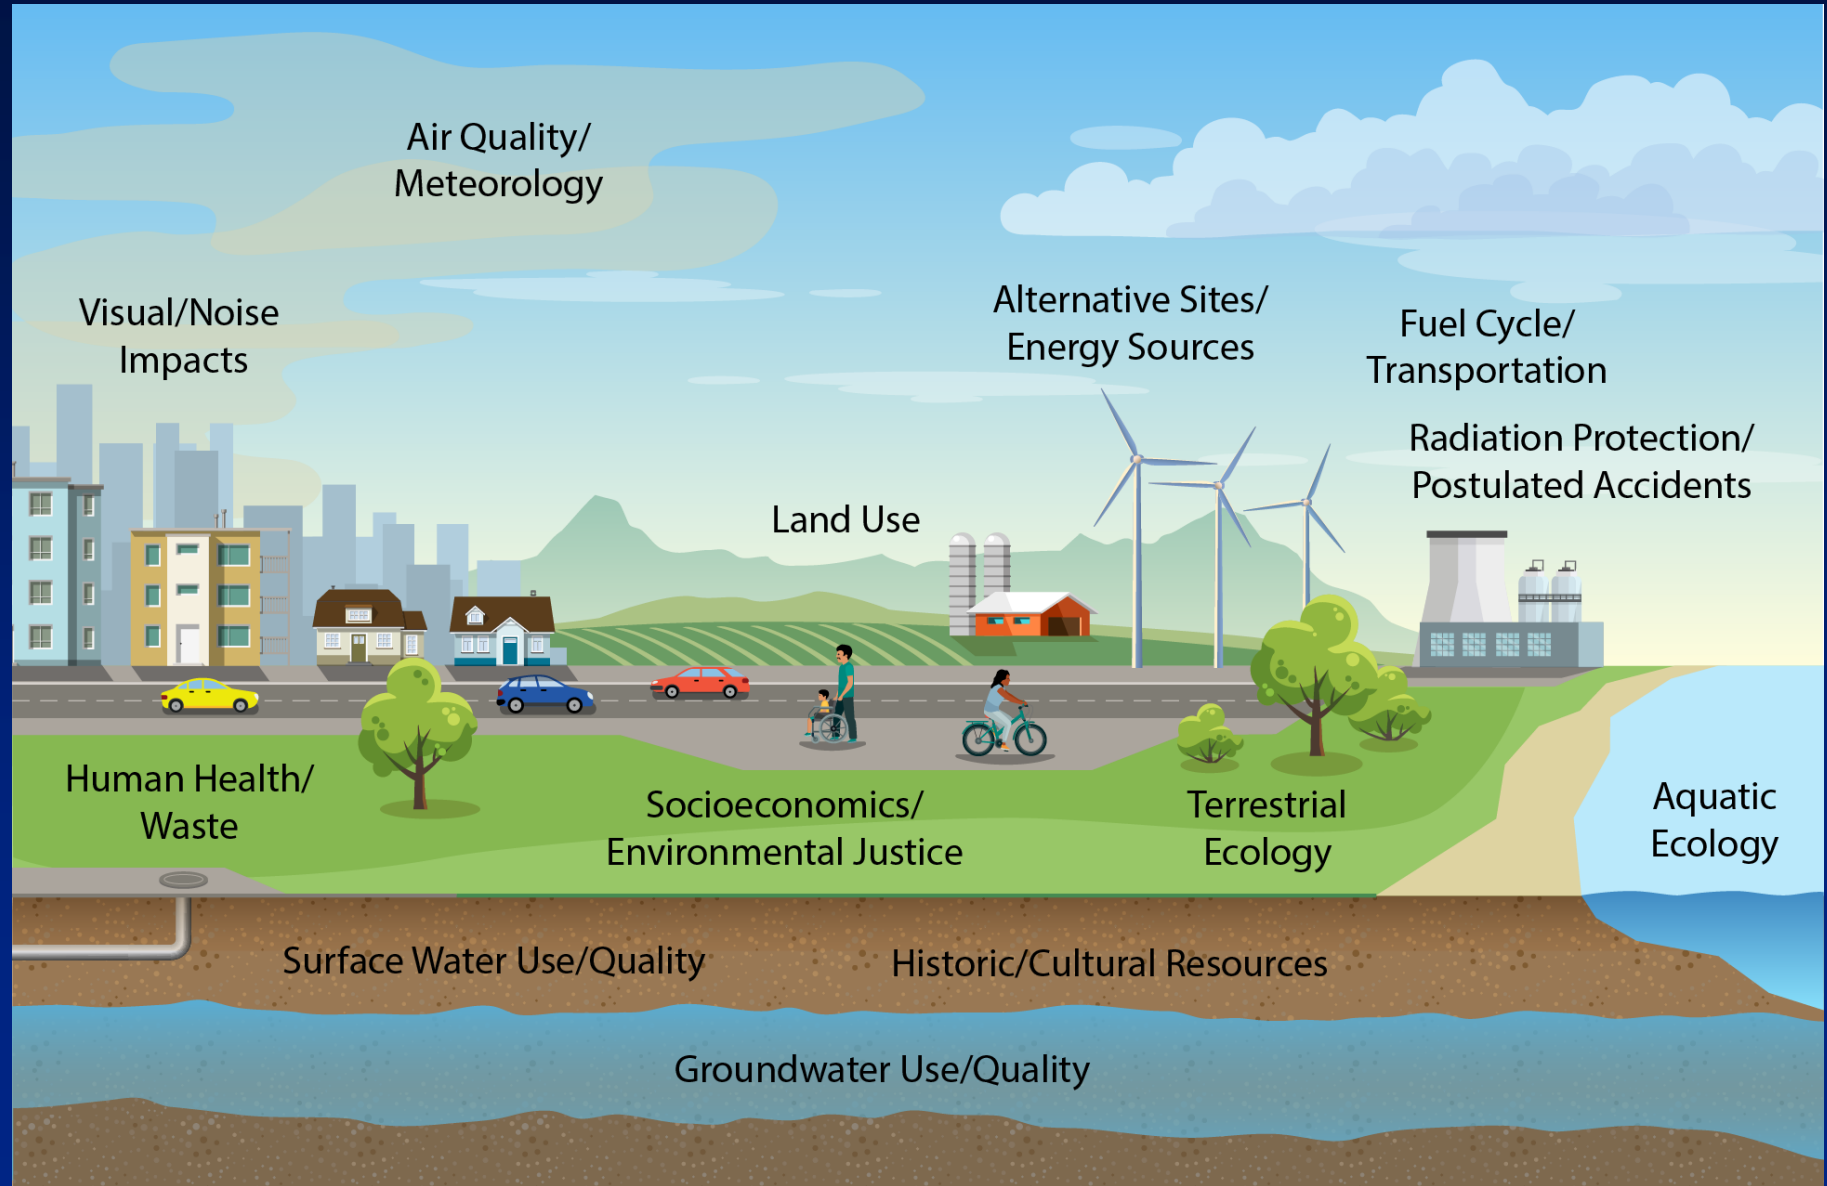 Air Quality/
Meteorology
Visual/Noise
Impacts
Alternative Sites/
Energy Sources
Fuel Cycle/
Transportation
Radiation Protection/
Postulated Accidents
Land Use
Human Health/
Waste
Socioeconomics/
Environmental Justice
Terrestrial
Ecology
Aquatic
Ecology
Surface Water Use/Quality
Historic/Cultural Resources
Groundwater Use/Quality